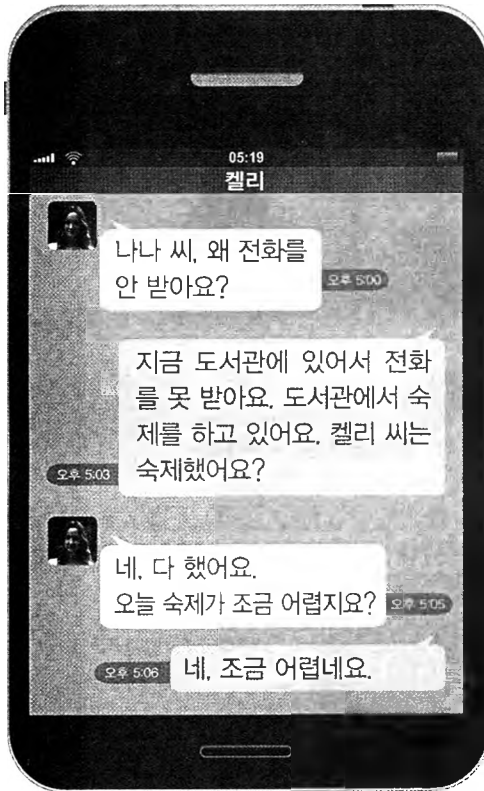 05:19
켈리
나나 씨, 왜 전화를
안 받아요?
오후 5:00
지금 도서관에 있어서 전화
를 못 받아요. 도서관에서 숙
제를 하고 있어요. 켈리 씨는
숙제했어요?
오후 5:03
네, 다 했어요.
오늘 숙제가 조금 어렵지요?
오후 5:05
네, 조금 어렵네요.
오후 5:06